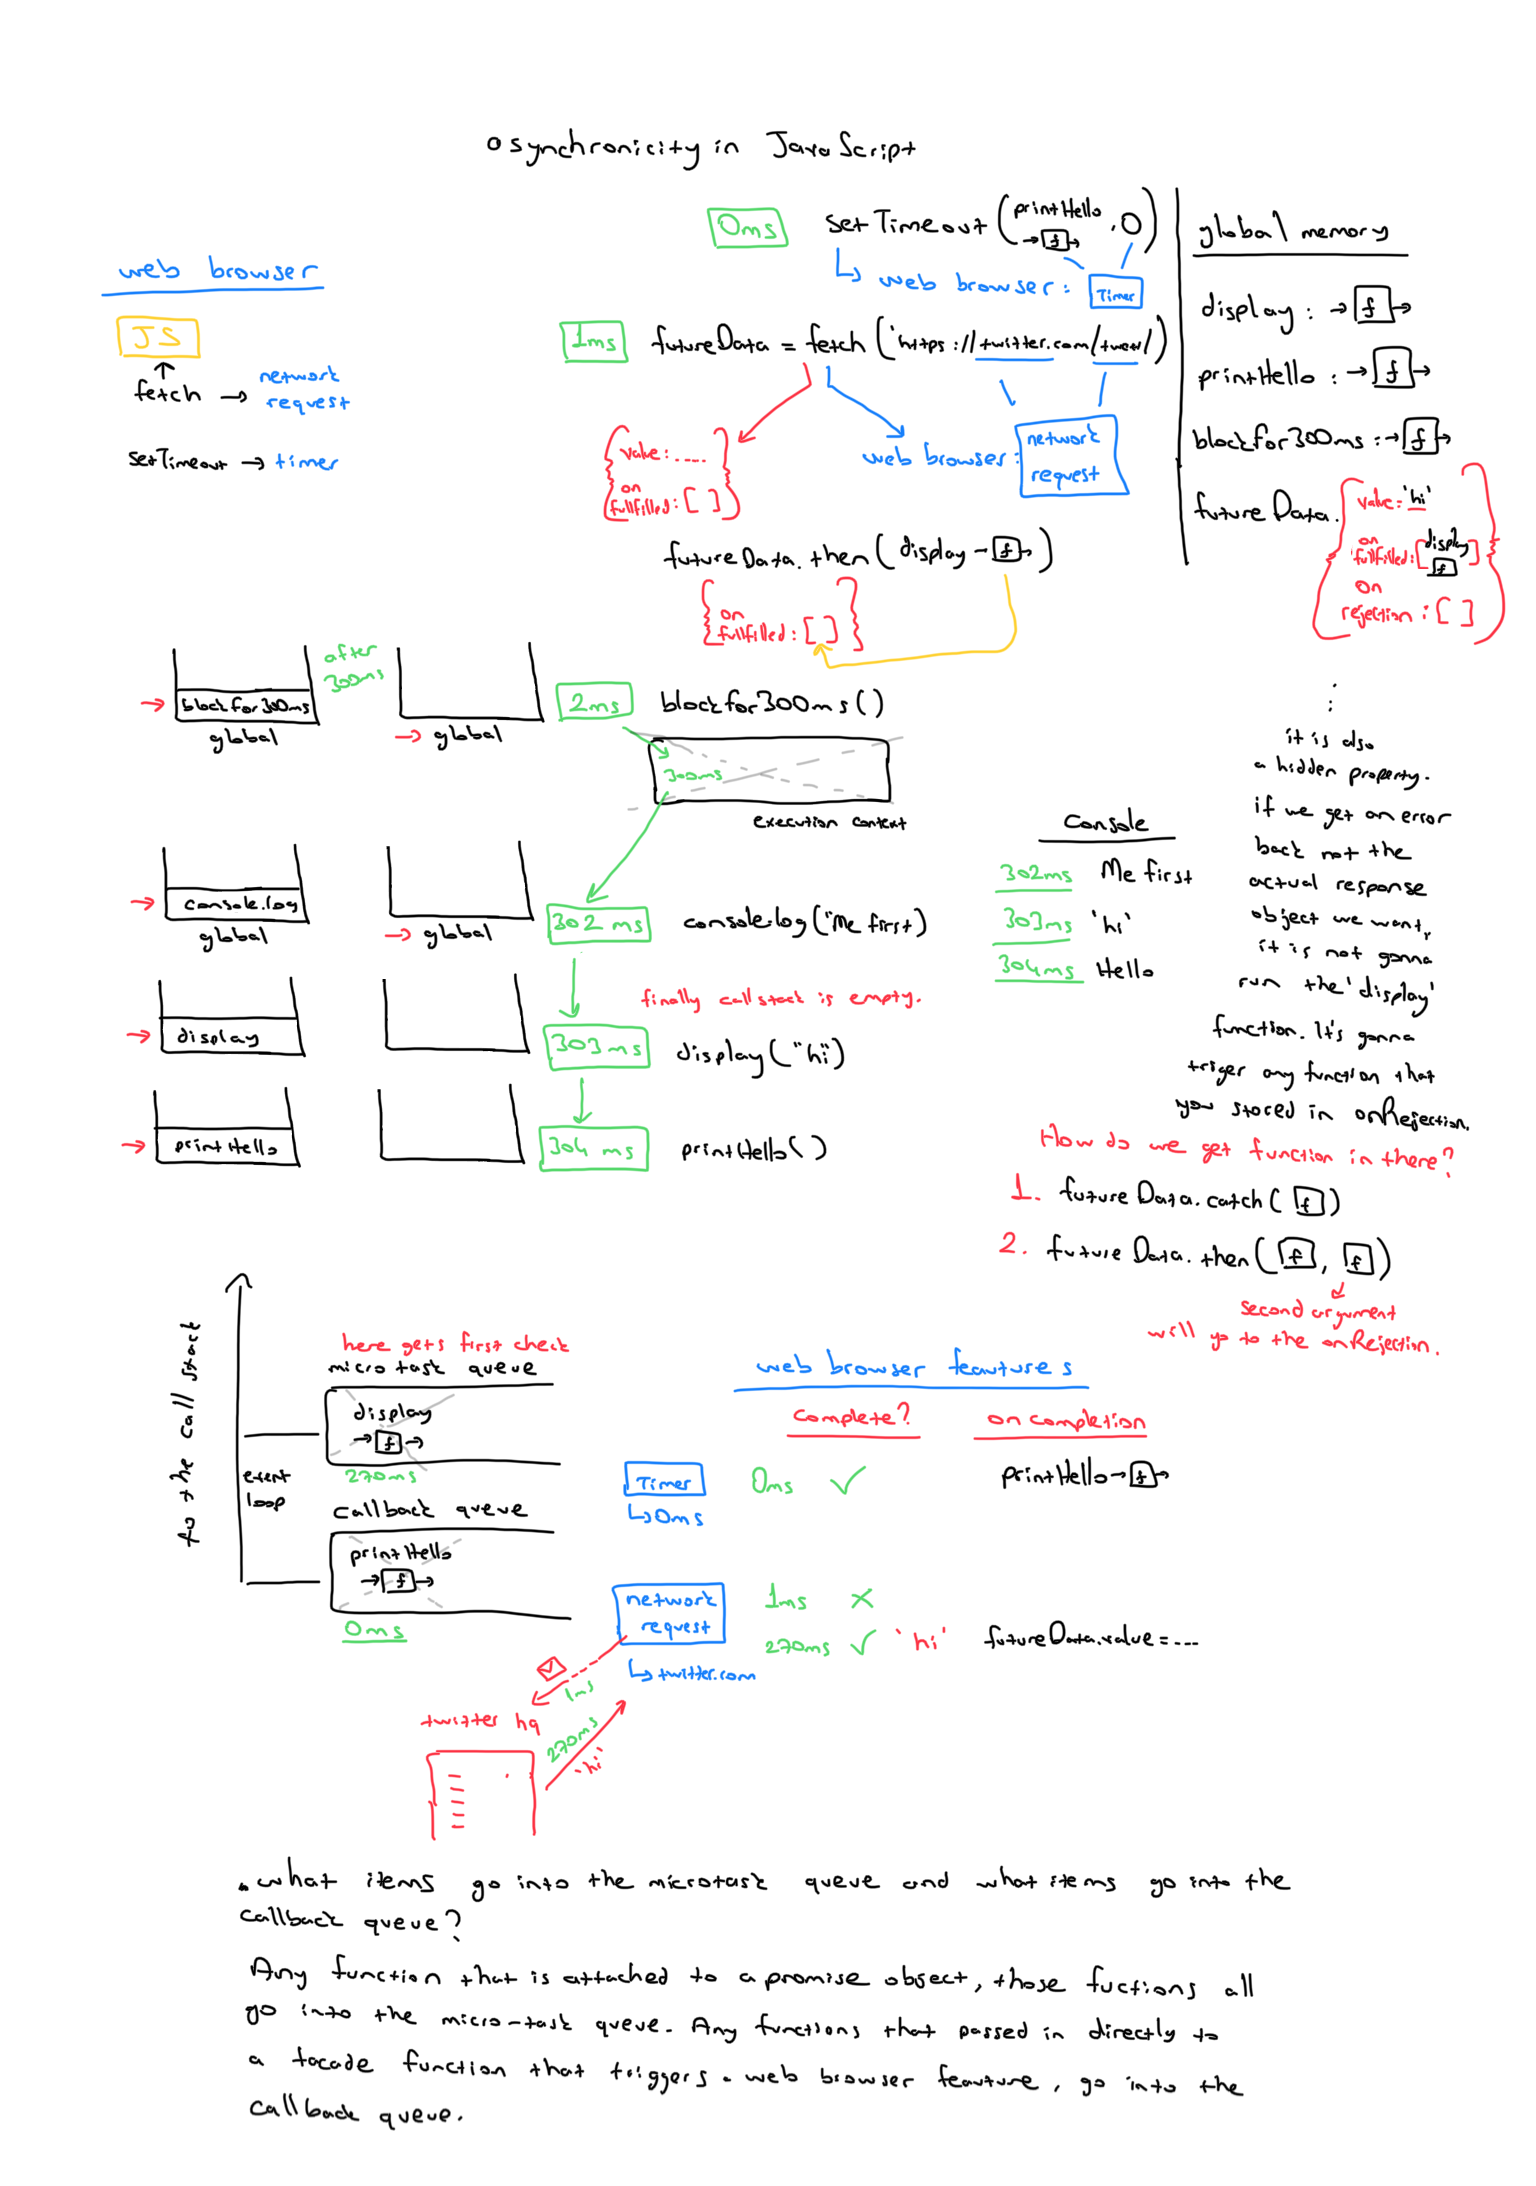 asynchronicity in JavaScript
web browser
JS
fetch → network request
setTimeout → timer
0ms
setTimeout ( printHello → f → , 0 )
web browser : Timer
1ms
futureData = fetch ('https://twitter.com/ /')
value : ....
on
fullfilled : [ ]
web browser : network
request
futureData. then ( display - f → )
on
fullfilled : [ ]
global memory
display : → f →
printHello : → f →
blockfor300ms : → f →
futureData.
value : 'hi'
on
fullfilled : [ display f ]
on
rejection : [ ]
it is also
a hidden property.
if we get an error
back not the
actual response
object we want,
it is not gonna
run the 'display'
function. It's gonna
triger any function that
you stored in onRejection.
How do we get function in there?
1. futureData.catch ( f )
2. futureData. then ( f , f )
second argument
will go to the onRejection.
→ blockfor300ms
global
after
300ms
→ global
2ms
blockfor300ms ( )
300ms
execution context
→ console.log
global
→ global
302 ms
console.log ("Me first)
finally callstack is empty.
→ display
303ms
display ("hi")
→ printHello
304 ms
printHello ( )
Console
302ms Me first
303ms 'hi'
304ms Hello
to the call stack
event
loop
here gets first check
micro task queue
display
→ f →
270ms
callback queue
printHello
→ f →
0ms
web browser feautures
Complete?
on completion
Timer
0ms
0ms ✓
printHello → f →
network
request
twitter.com
1ms ×
270ms ✓ 'hi'
futureData.value = ---
1ms
twitter hq
270ms
'hi'
. what items go into the microtask queue and what items go into the
callback queue?
Any function that is attached to a promise object, those fuctions all
go into the micro-task queue. Any functions that passed in directly to
a facade function that triggers a web browser feauture, go into the
callback queue.